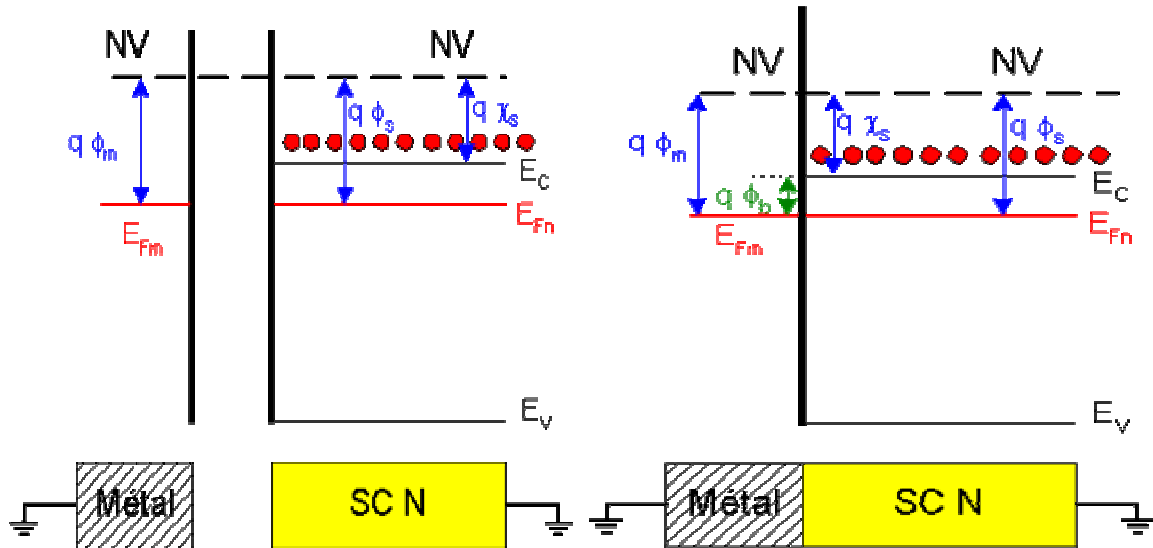 NV NV
q ϕm
q ϕs
q χs
EC
EFm
EFn
EV
Métal
SC N
NV NV
q ϕm
q χs
q ϕs
q ϕb
EC
EFm
EFn
EV
Métal
SC N